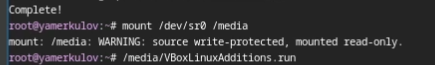 Complete!
root@yamerkulov:~# mount /dev/sr0 /media
mount: /media: WARNING: source write-protected, mounted read-only.
root@yamerkulov:~# /media/VBoxLinuxAdditions.run